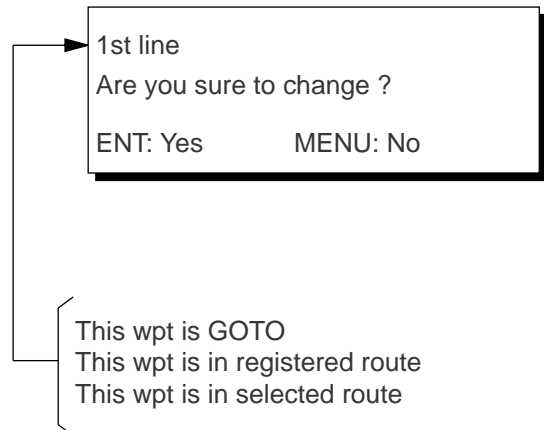 1st line
Are you sure to change ?
ENT: Yes MENU: No
This wpt is GOTO
This wpt is in registered route
This wpt is in selected route